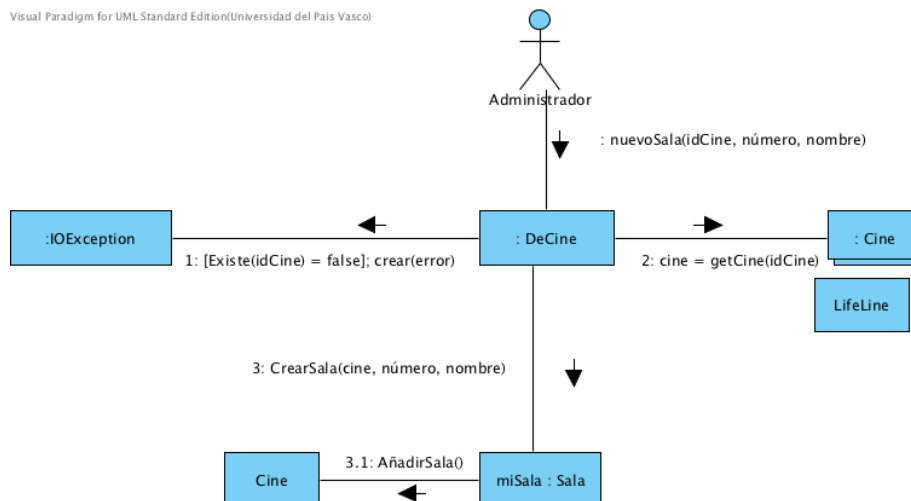 Visual Paradigm for UML Standard Edition(Universidad del Pais Vasco)
Administrador
: nuevoSala(idCine, número, nombre)
:IOException
: DeCine
: Cine
1: [Existe(idCine) = false]; crear(error)
2: cine = getCine(idCine)
LifeLine
3: CrearSala(cine, número, nombre)
3.1: AñadirSala()
Cine
miSala : Sala